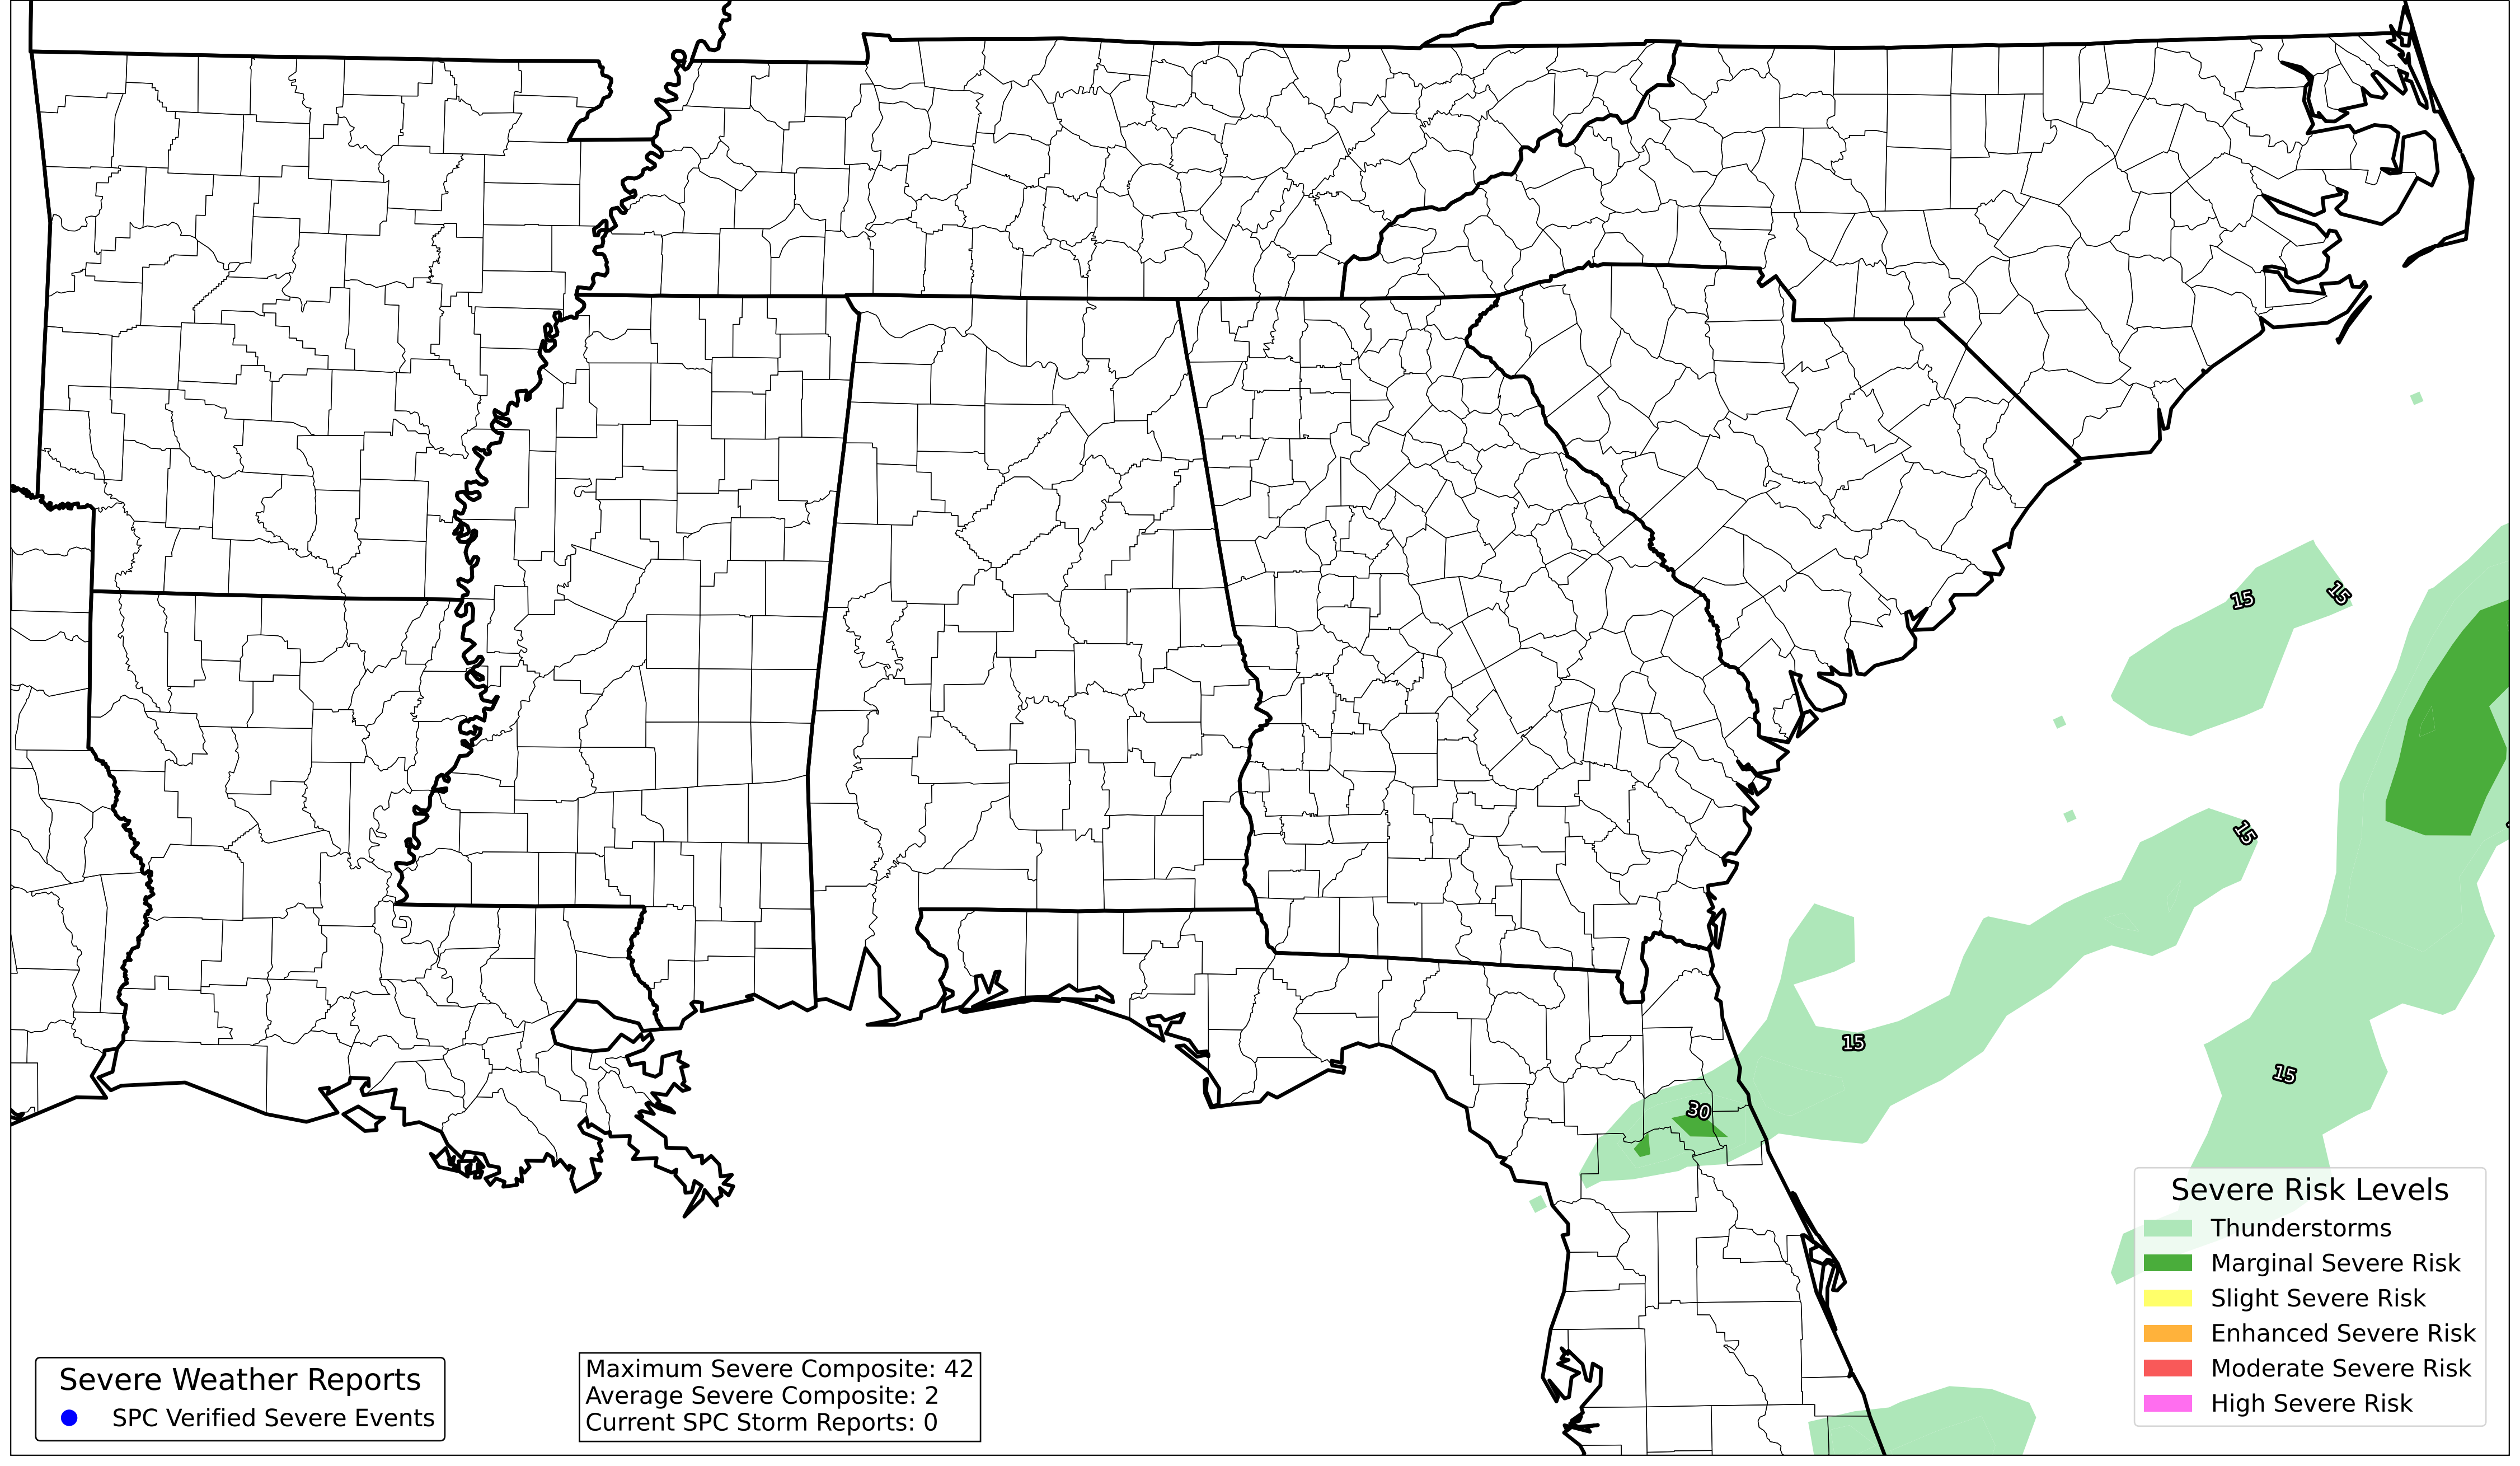 15
15
15
15
30
15
Severe Risk Levels
Thunderstorms
Marginal Severe Risk
Slight Severe Risk
Enhanced Severe Risk
Moderate Severe Risk
High Severe Risk
Severe Weather Reports
SPC Verified Severe Events
Maximum Severe Composite: 42
Average Severe Composite: 2
Current SPC Storm Reports: 0